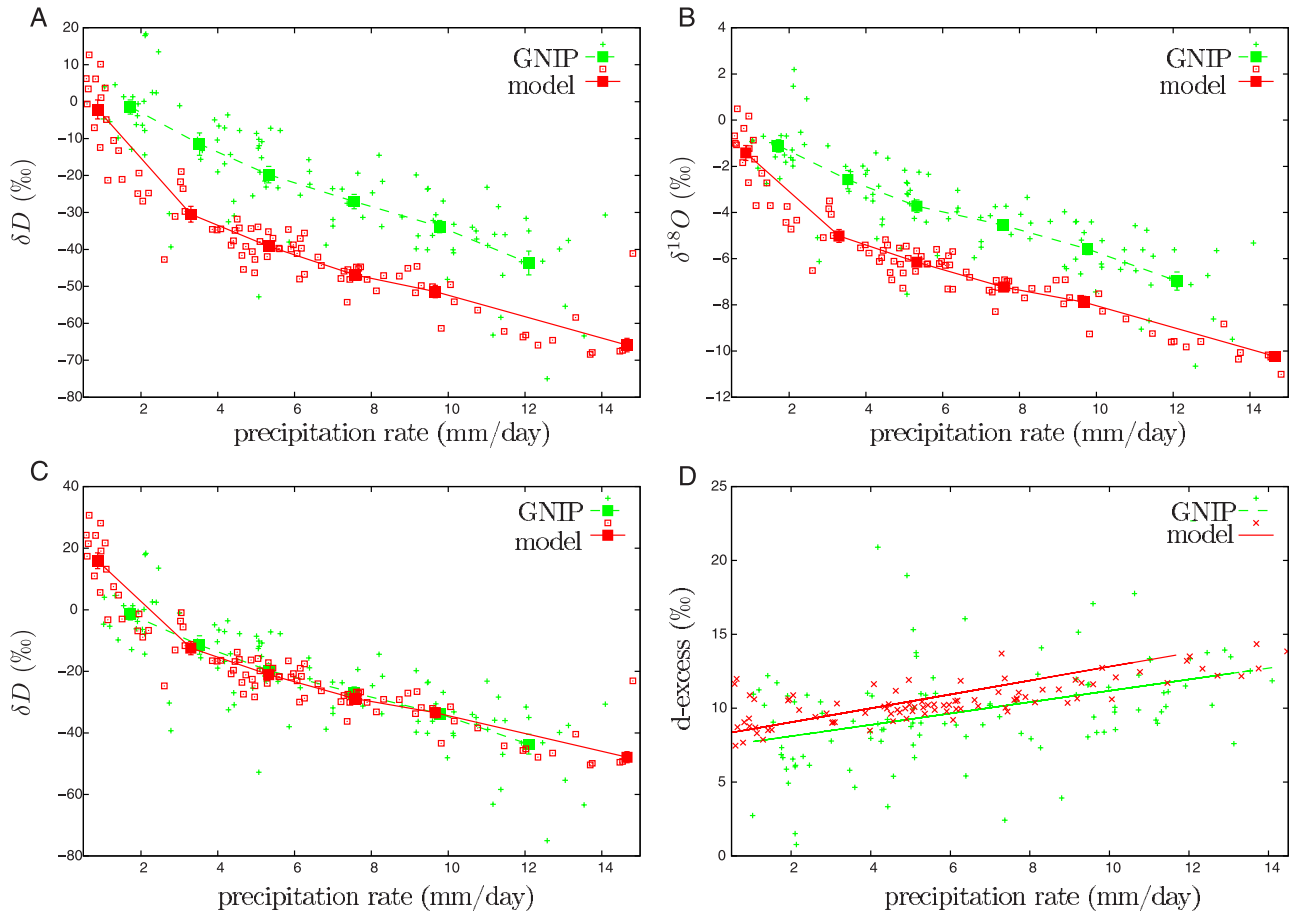 A
20
10
0
−10
−20
−30
−40
−50
−60
−70
−80
2 4 6 8 10 12 14
δD (‰)
precipitation rate (mm/day)
GNIP
model
B
4
2
0
−2
−4
−6
−8
−10
−12
2 4 6 8 10 12 14
δ¹⁸O (‰)
precipitation rate (mm/day)
GNIP
model
C
40
20
0
−20
−40
−60
−80
2 4 6 8 10 12 14
δD (‰)
precipitation rate (mm/day)
GNIP
model
D
25
20
15
10
5
0
2 4 6 8 10 12 14
d-excess (‰)
precipitation rate (mm/day)
GNIP
model